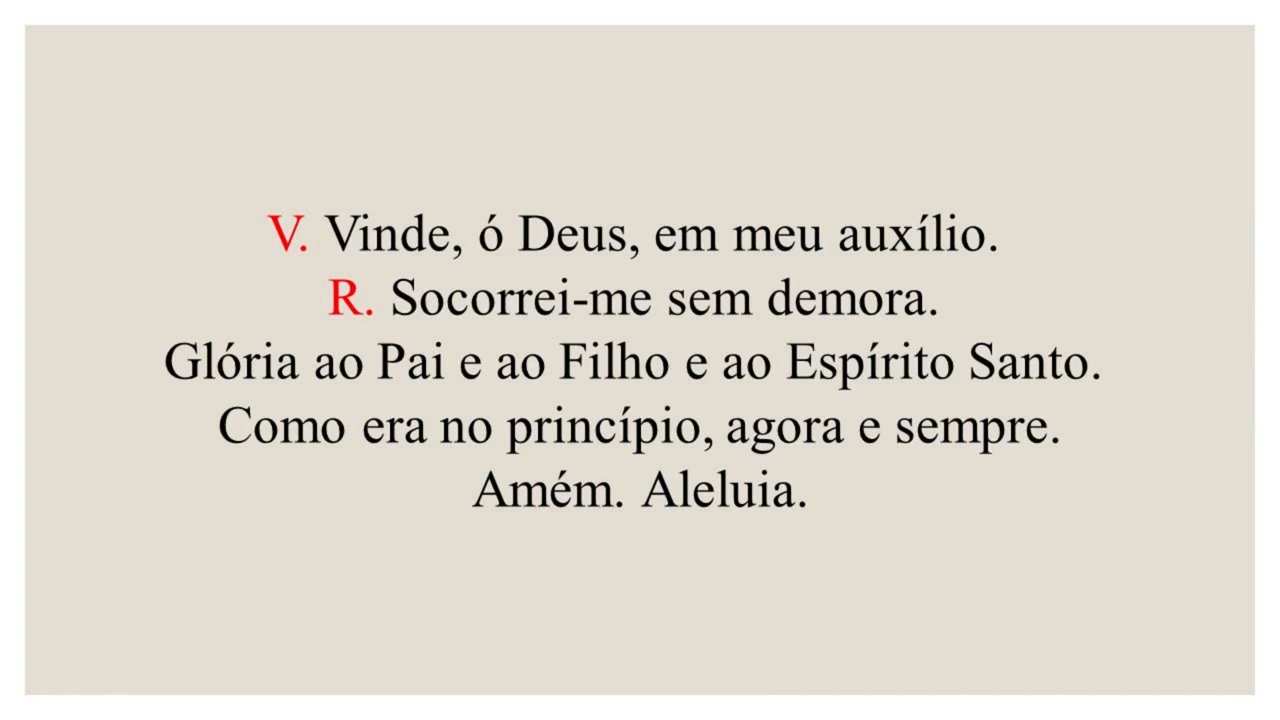 V. Vinde, ó Deus, em meu auxílio.
R. Socorrei-me sem demora.
Glória ao Pai e ao Filho e ao Espírito Santo.
Como era no princípio, agora e sempre.
Amém. Aleluia.